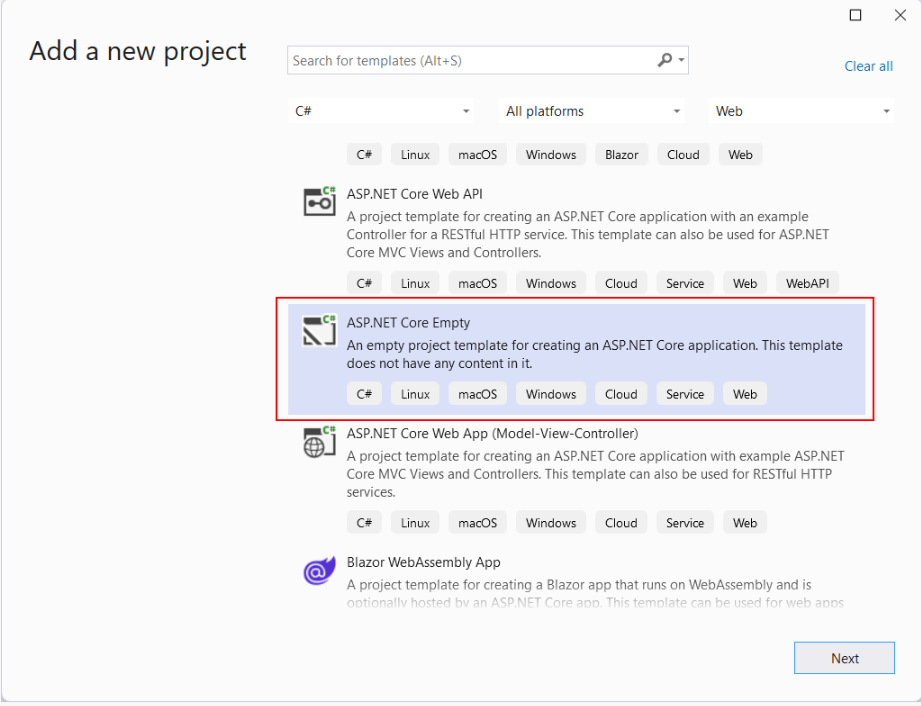 Add a new project
Search for templates (Alt+S)
Clear all
C#
All platforms
Web
C# Linux macOS Windows Blazor Cloud Web
ASP.NET Core Web API
A project template for creating an ASP.NET Core application with an example
Controller for a RESTful HTTP service. This template can also be used for ASP.NET
Core MVC Views and Controllers.
C# Linux macOS Windows Cloud Service Web WebAPI
ASP.NET Core Empty
An empty project template for creating an ASP.NET Core application. This template
does not have any content in it.
C# Linux macOS Windows Cloud Service Web
ASP.NET Core Web App (Model-View-Controller)
A project template for creating an ASP.NET Core application with example ASP.NET
Core MVC Views and Controllers. This template can also be used for RESTful HTTP
services.
C# Linux macOS Windows Cloud Service Web
Blazor WebAssembly App
A project template for creating a Blazor app that runs on WebAssembly and is
optionally hosted by an ASP.NET Core app. This template can be used for web apps
Next